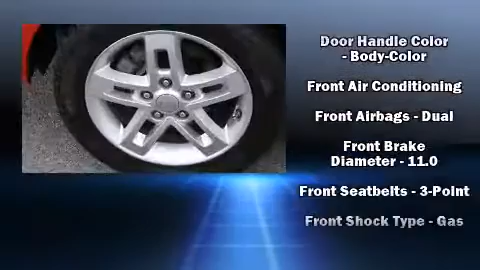 Door Handle Color
- Body-Color
Front Air Conditioning
Front Airbags - Dual
Front Brake
Diameter - 11.0
Front Seatbelts - 3-Point
Front Shock Type - Gas